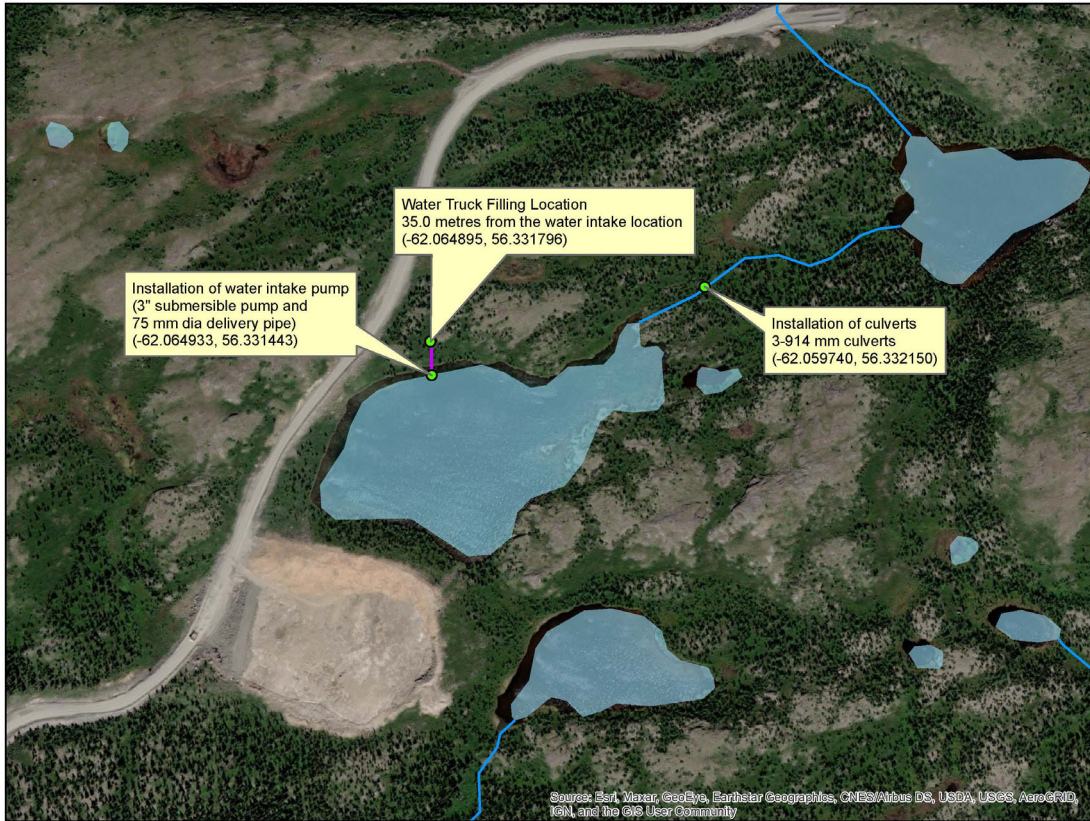 Water Truck Filling Location
35.0 metres from the water intake location
(-62.064895, 56.331796)
Installation of water intake pump
(3" submersible pump and
75 mm dia delivery pipe)
(-62.064933, 56.331443)
Installation of culverts
3-914 mm culverts
(-62.059740, 56.332150)
Source: Esri, Maxar, GeoEye, Earthstar Geographics, CNES/Airbus DS, USDA, USGS, AeroGRID,
IGN, and the GIS User Community